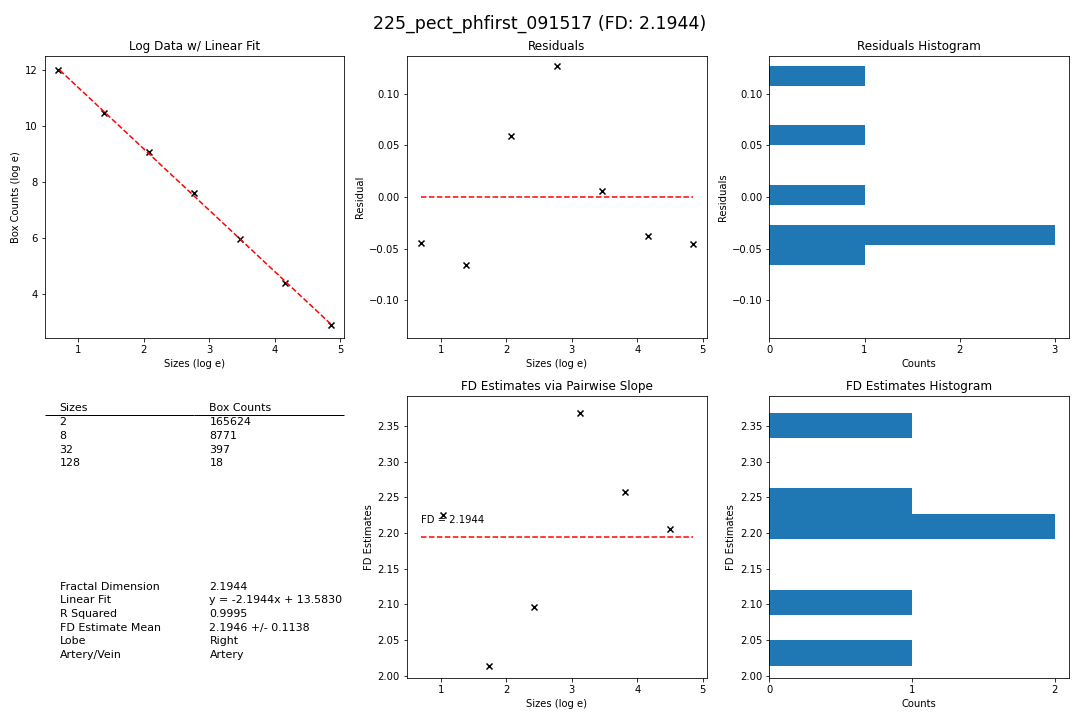 225_pect_phfirst_091517 (FD: 2.1944)
Log Data w/ Linear Fit
12
10
8
6
4
Box Counts (log e)
1 2 3 4 5
Sizes (log e)
Residuals
0.10
0.05
0.00
−0.05
−0.10
Residual
1 2 3 4 5
Sizes (log e)
Residuals Histogram
0.10
0.05
0.00
−0.05
−0.10
Residuals
0 1 2 3
Counts
Sizes Box Counts
2 165624
8 8771
32 397
128 18
Fractal Dimension 2.1944
Linear Fit y = -2.1944x + 13.5830
R Squared 0.9995
FD Estimate Mean 2.1946 +/- 0.1138
Lobe Right
Artery/Vein Artery
FD Estimates via Pairwise Slope
2.35
2.30
2.25
2.20
2.15
2.10
2.05
2.00
FD Estimates
FD = 2.1944
1 2 3 4 5
Sizes (log e)
FD Estimates Histogram
2.35
2.30
2.25
2.20
2.15
2.10
2.05
2.00
FD Estimates
0 1 2
Counts